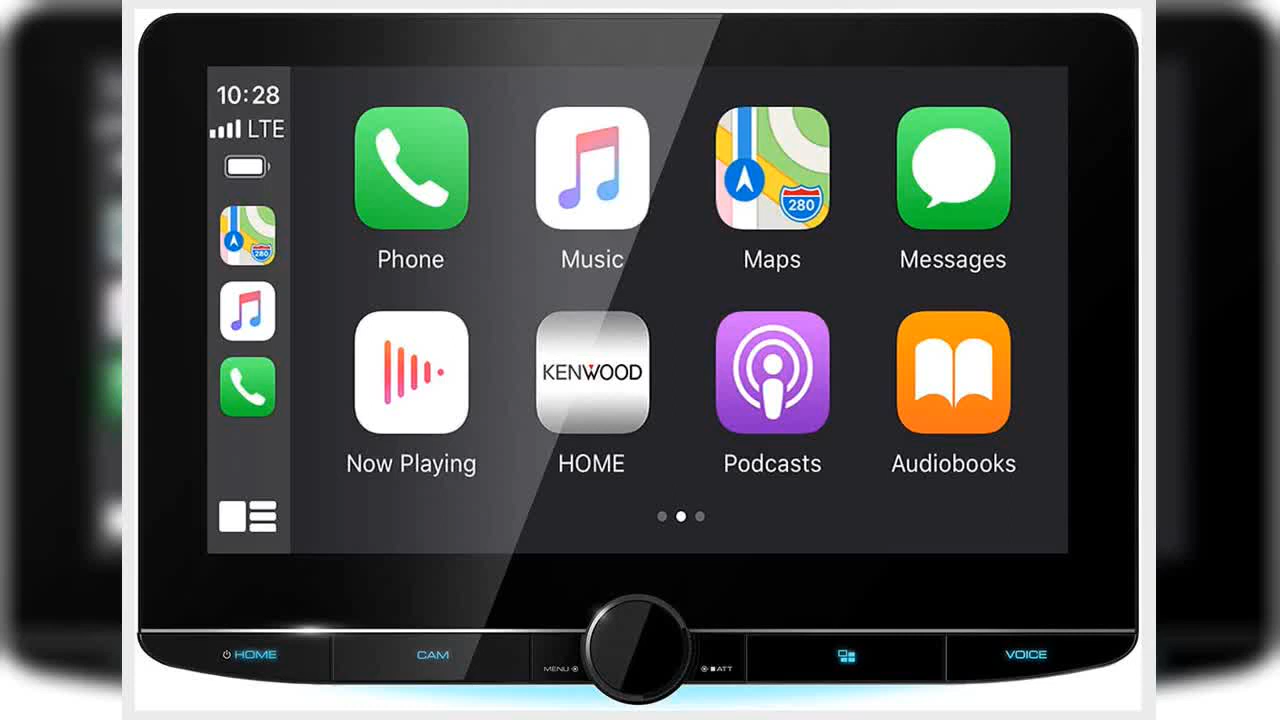 10:28
LTE
280
280
Phone
Music
Maps
Messages
KENWOOD
Now Playing
HOME
Podcasts
Audiobooks
HOME
CAM
MENU
ATT
VOICE